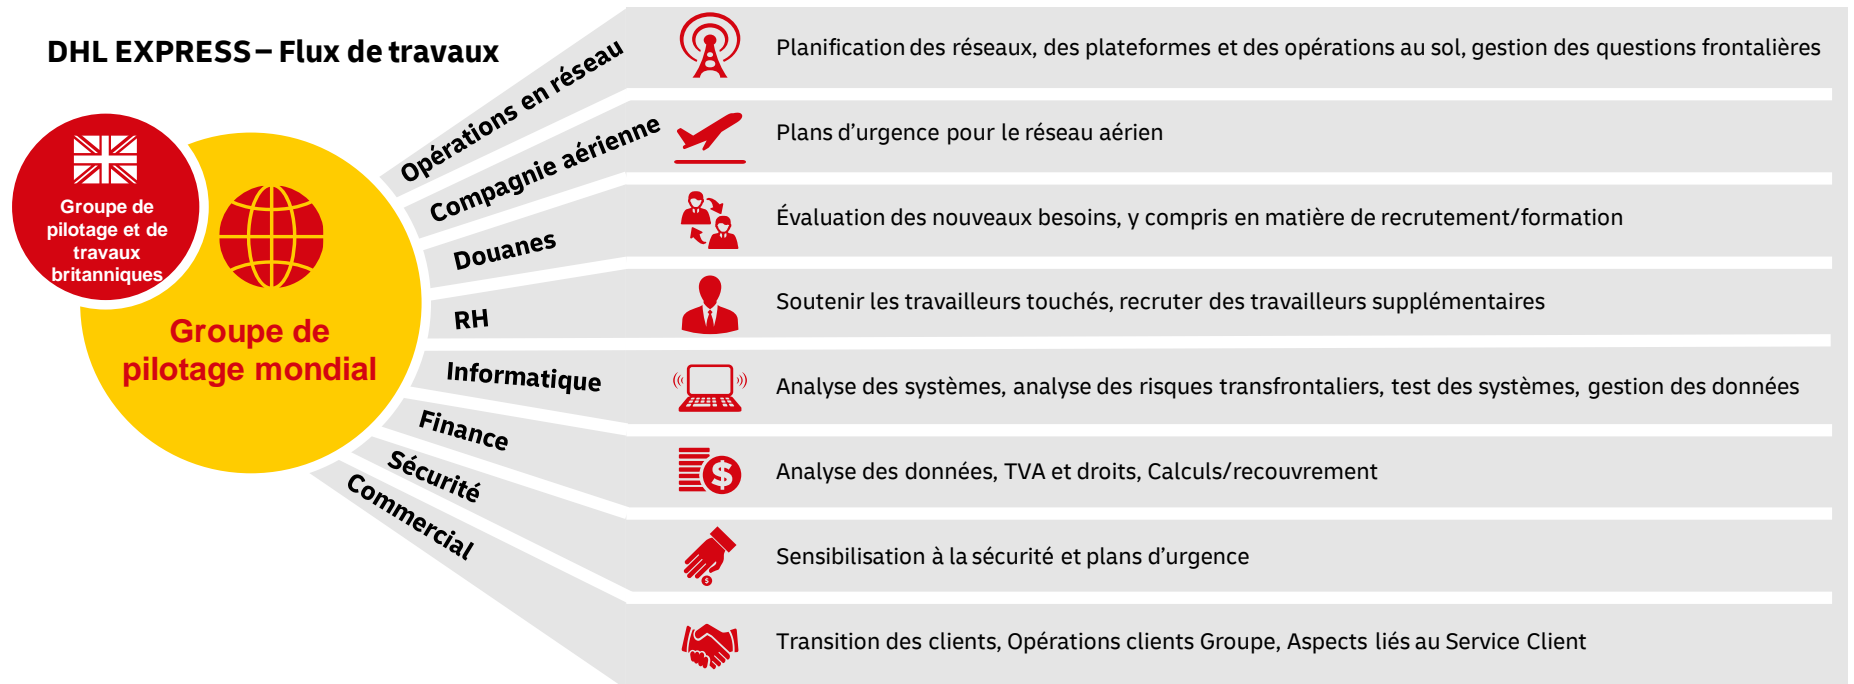 DHL EXPRESS – Flux de travaux
Groupe de
pilotage et de
travaux
britanniques
Groupe de
pilotage mondial
Opérations en réseau
Planification des réseaux, des plateformes et des opérations au sol, gestion des questions frontalières
Compagnie aérienne
Plans d’urgence pour le réseau aérien
Douanes
Évaluation des nouveaux besoins, y compris en matière de recrutement/formation
RH
Soutenir les travailleurs touchés, recruter des travailleurs supplémentaires
Informatique
Analyse des systèmes, analyse des risques transfrontaliers, test des systèmes, gestion des données
Finance
$
Analyse des données, TVA et droits, Calculs/recouvrement
Sécurité
$
Sensibilisation à la sécurité et plans d’urgence
Commercial
Transition des clients, Opérations clients Groupe, Aspects liés au Service Client